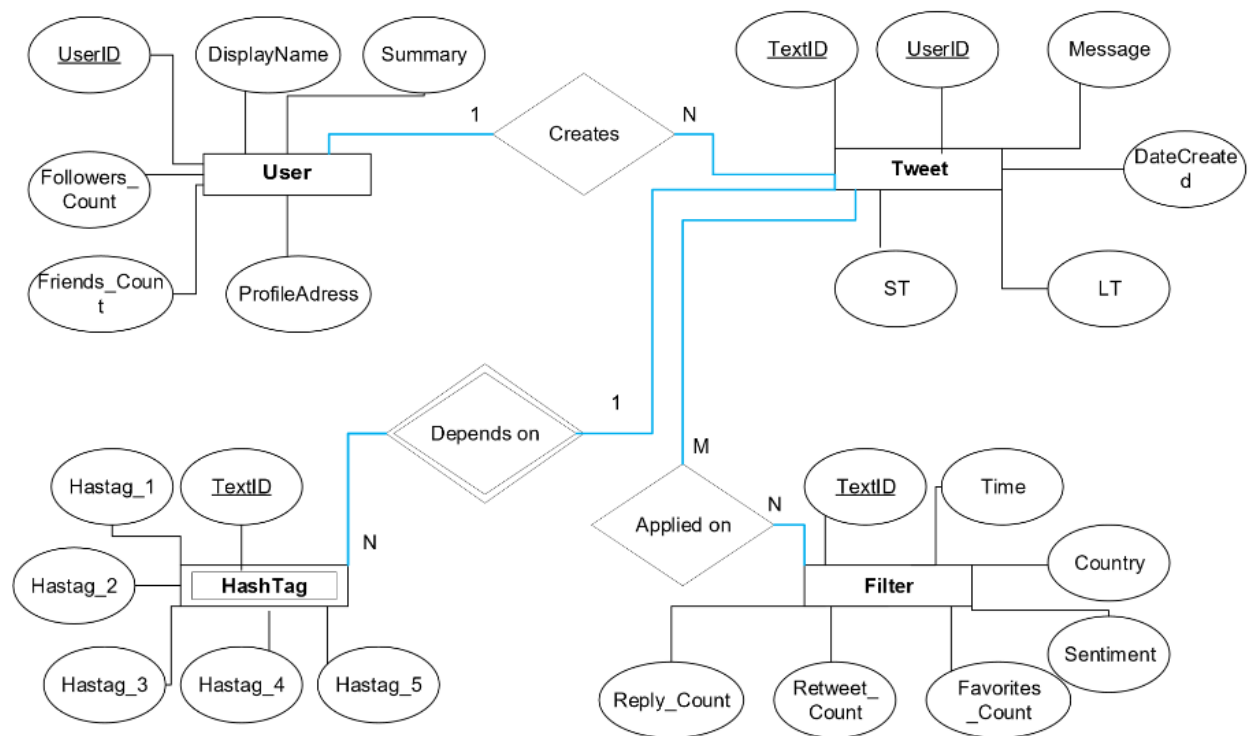 UserID
DisplayName
Summary
TextID
UserID
Message
1
N
Creates
User
Tweet
DateCreate
d
Followers_
Count
Friends_Coun
t
ProfileAdress
ST
LT
Depends on
1
M
Hastag_1
TextID
TextID
Time
Applied on
N
N
Hastag_2
HashTag
Filter
Country
Hastag_3
Hastag_4
Hastag_5
Sentiment
Reply_Count
Retweet_
Count
Favorites
_Count